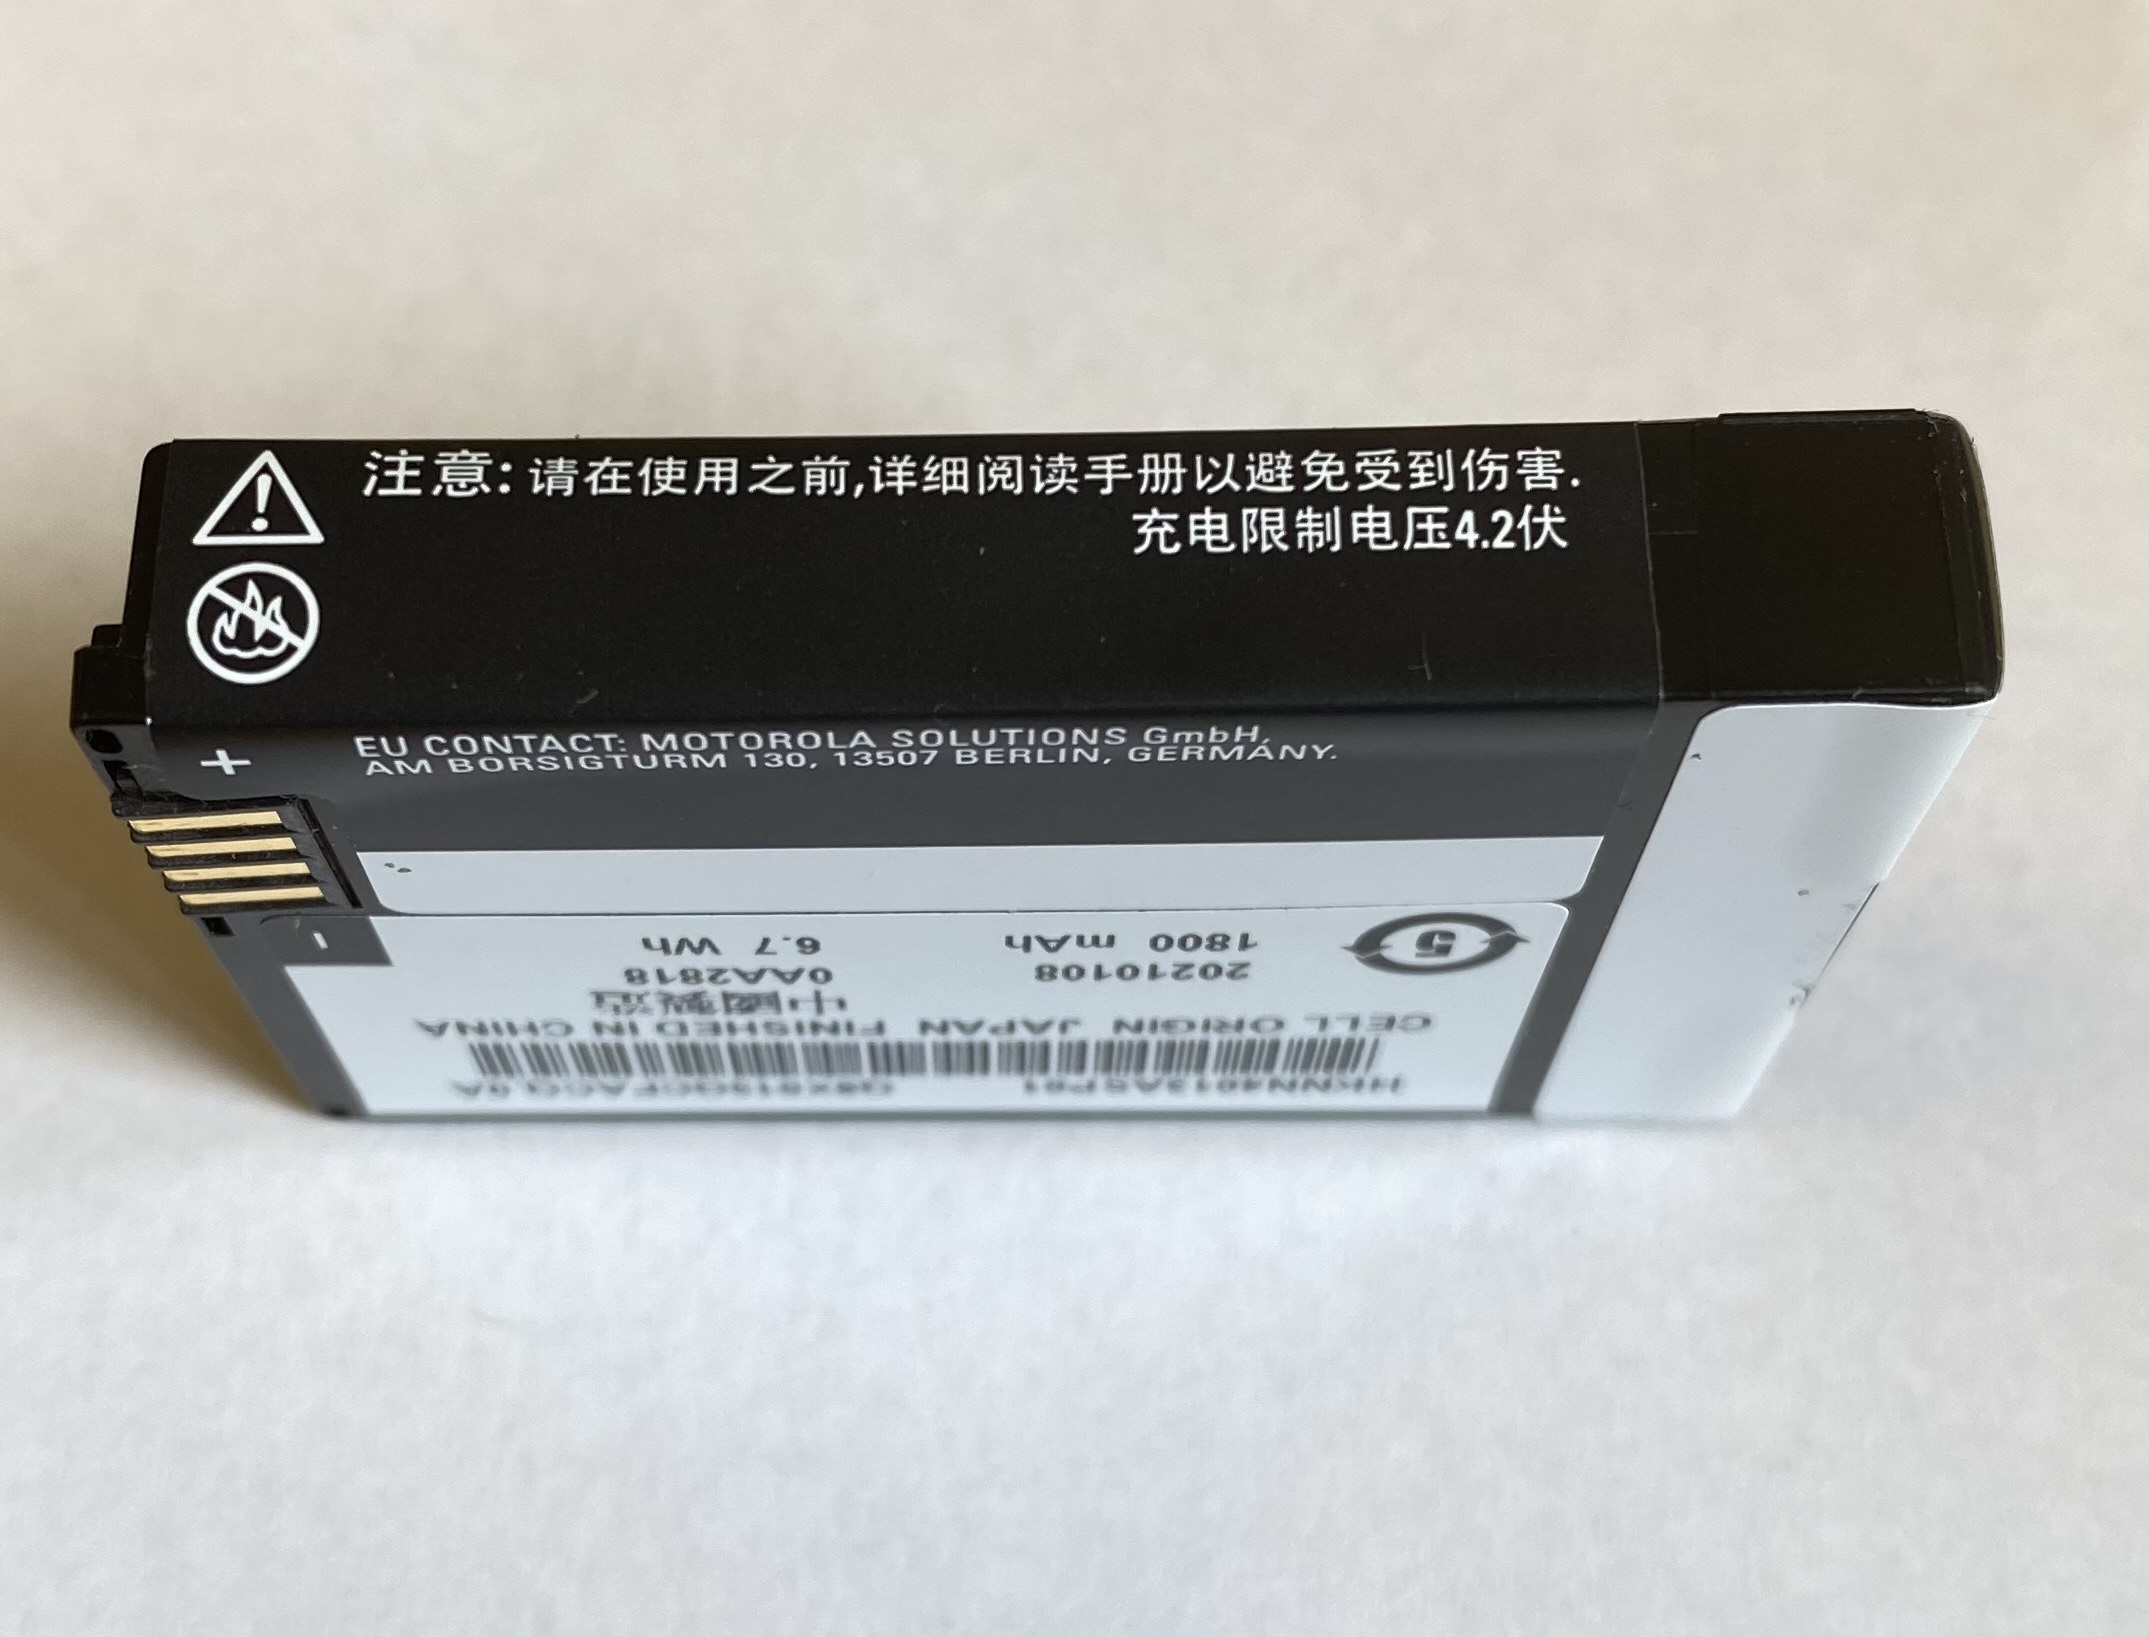 注意: 请在使用之前,详细阅读手册以避免受到伤害.
充电限制电压4.2伏
+
EU CONTACT: MOTOROLA SOLUTIONS GmbH,
AM BORSIGTURM 130, 13507 BERLIN, GERMANY.
-
HKNN4013ASP01
CELL ORIGIN JAPAN FINISHED IN CHINA
中國製造
20210108 0AA2818
5 1800 mAh 6.7 Wh